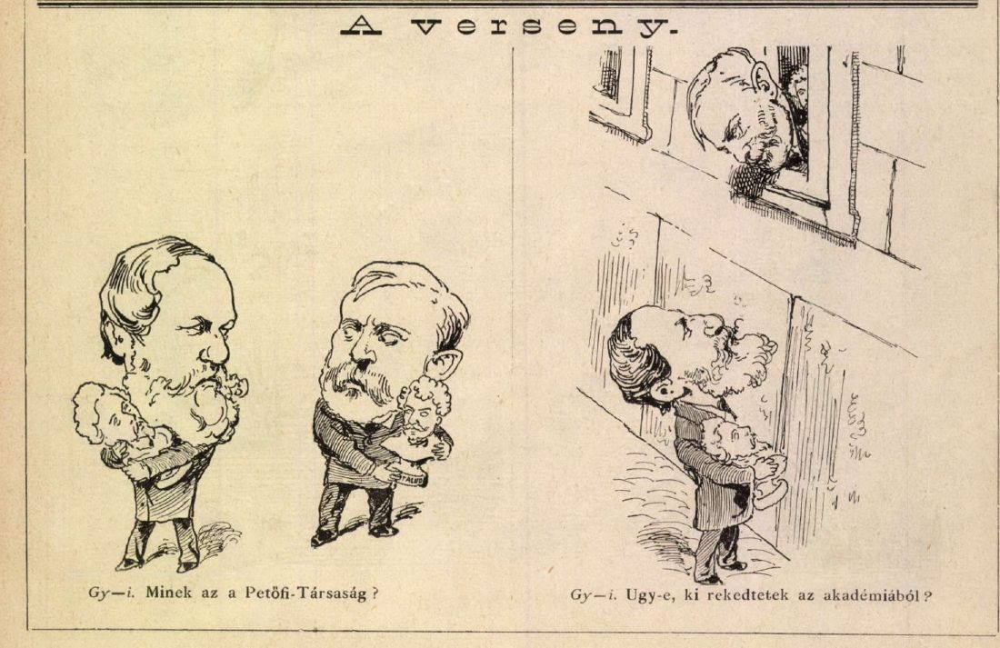 A verseny.
Gy—i. Minek az a Petőfi-Társaság?
Gy—i. Ugy-e, ki rekedtetek az akadémiából?